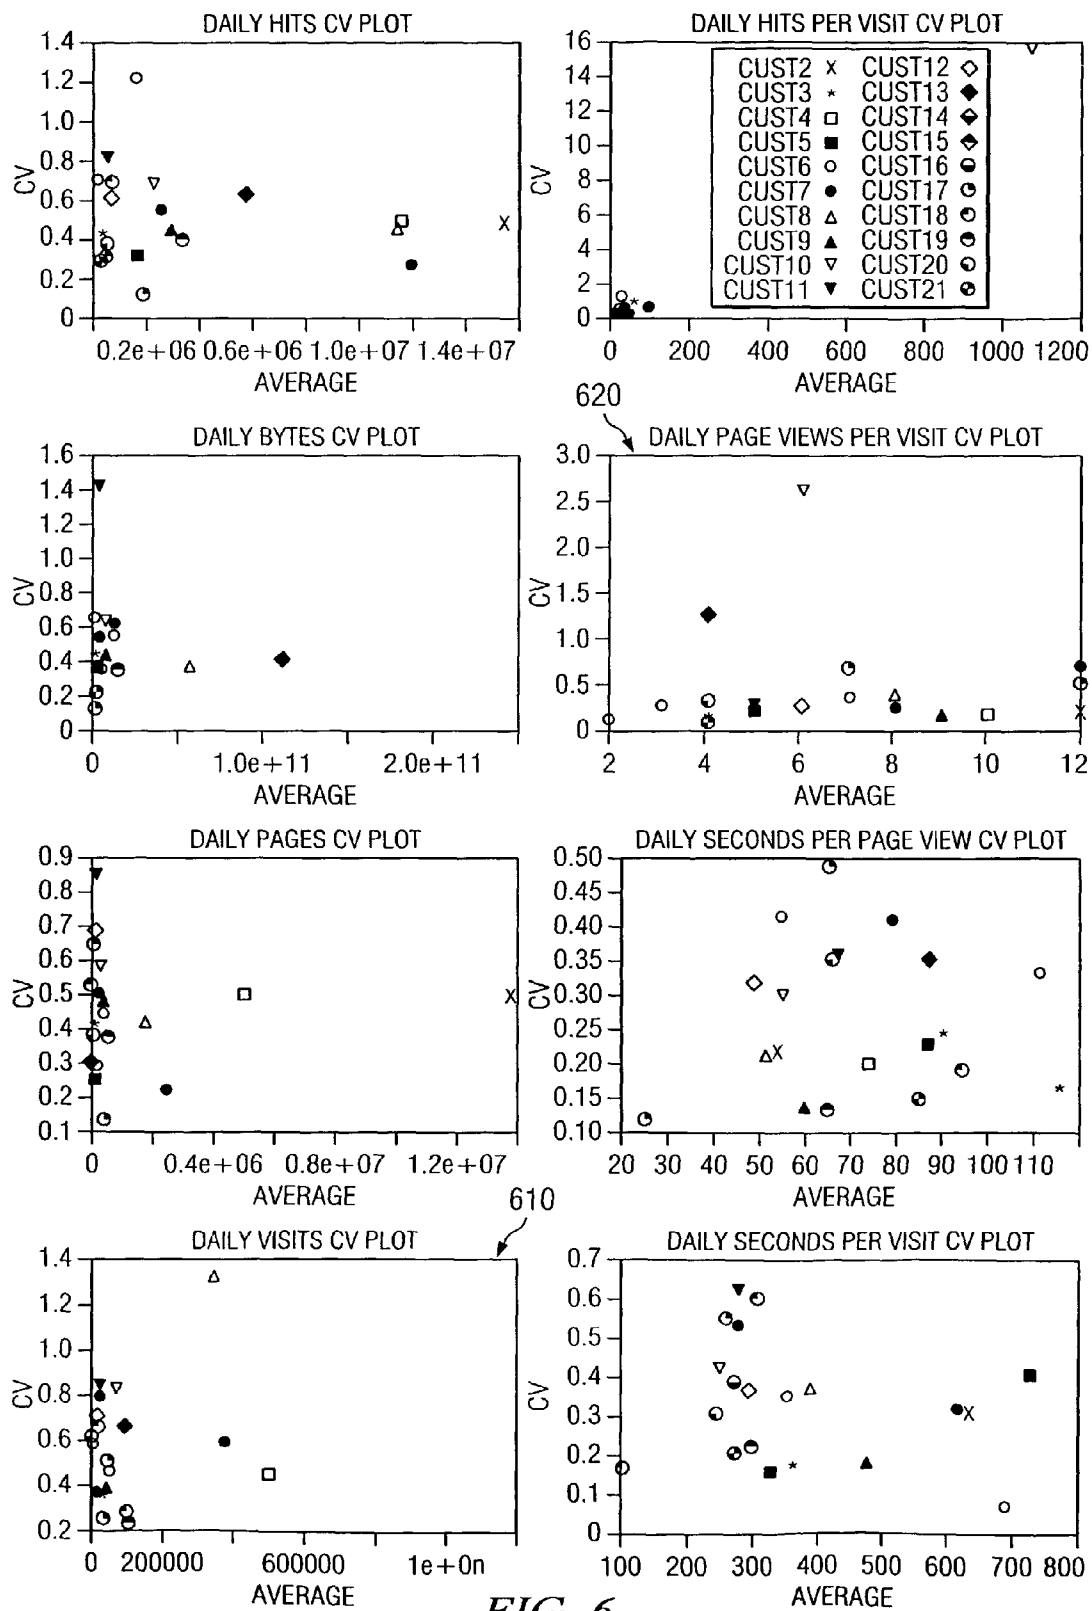 DAILY HITS CV PLOT
1.4
1.2
1.0
0.8
0.6
0.4
0.2
0
CV
0.2e+06 0.6e+06 1.0e+07 1.4e+07
AVERAGE
DAILY HITS PER VISIT CV PLOT
16
14
12
10
8
6
4
2
0
CV
CUST2 CUST12
CUST3 CUST13
CUST4 CUST14
CUST5 CUST15
CUST6 CUST16
CUST7 CUST17
CUST8 CUST18
CUST9 CUST19
CUST10 CUST20
CUST11 CUST21
0 200 400 600 800 1000 1200
AVERAGE
DAILY BYTES CV PLOT
1.6
1.4
1.2
1.0
0.8
0.6
0.4
0.2
0
CV
0 1.0e+11 2.0e+11
AVERAGE
620
DAILY PAGE VIEWS PER VISIT CV PLOT
3.0
2.5
2.0
1.5
1.0
0.5
0
CV
2 4 6 8 10 12
AVERAGE
DAILY PAGES CV PLOT
0.9
0.8
0.7
0.6
0.5
0.4
0.3
0.2
0.1
CV
0 0.4e+06 0.8e+07 1.2e+07
AVERAGE
DAILY SECONDS PER PAGE VIEW CV PLOT
0.50
0.45
0.40
0.35
0.30
0.25
0.20
0.15
0.10
CV
20 30 40 50 60 70 80 90 100 110
AVERAGE
610
DAILY VISITS CV PLOT
1.4
1.2
1.0
0.8
0.6
0.4
0.2
CV
0 200000 600000 1e+0n
AVERAGE
DAILY SECONDS PER VISIT CV PLOT
0.7
0.6
0.5
0.4
0.3
0.2
0.1
0
CV
100 200 300 400 500 600 700 800
AVERAGE
FIG. 6